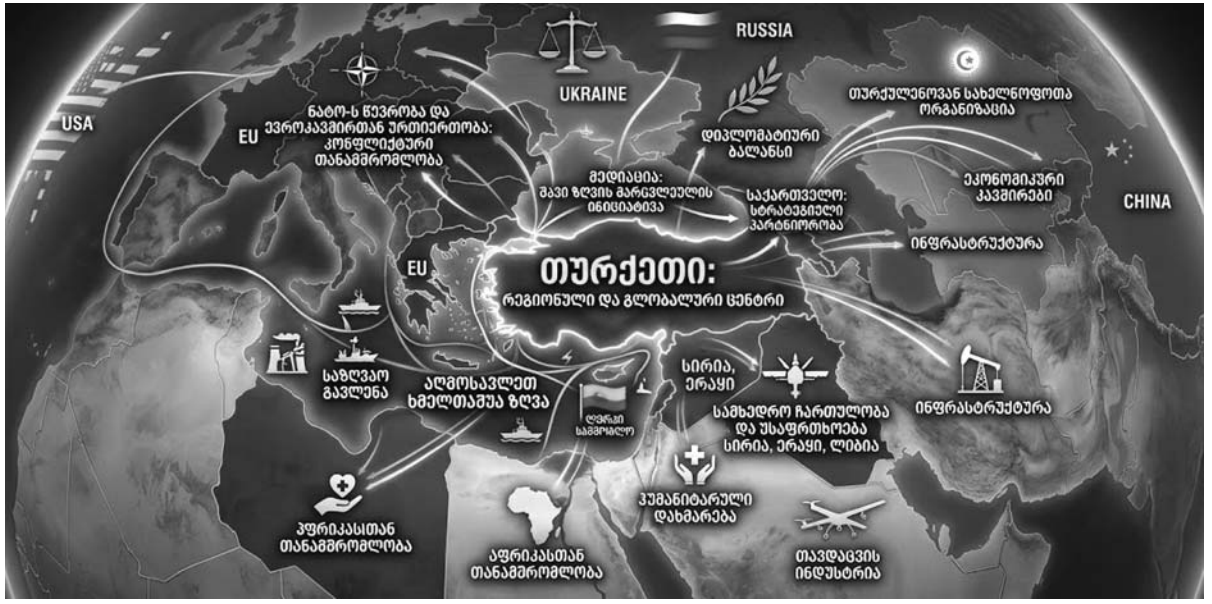 USA
EU
ნატო-ს წევრობა და
ევროკავშირთან ურთიერთობა:
კონფლიქტური
თანამშრომლობა
UKRAINE
RUSSIA
დიპლომატიური
ბალანსი
თურქულენოვან სახელნოფოთა
ორგანიზაცია
ეკონომიკური
კავშირები
CHINA
მედიაცია:
შავი ზღვის მარცვლეულის
ინიციატივა
საქართველო:
სტრატეგიული
პარტნიორობა
ინფრასტრუქტურა
EU
თურქეთი:
რეგიონული და გლობალური ცენტრი
საზღვაო
გავლენა
აღმოსავლეთ
ხმელთაშუა ზღვა
სირია,
ერაყი
სამხედრო ჩართულობა
და უსაფრთხოება
სირია, ერაყი, ლიბია
ინფრასტრუქტურა
ჰფრიკასთან
თანამშრომლობა
აფრიკასთან
თანამშრომლობა
ჰუმანიტარული
დახმარება
თავდაცვის
ინდუსტრია